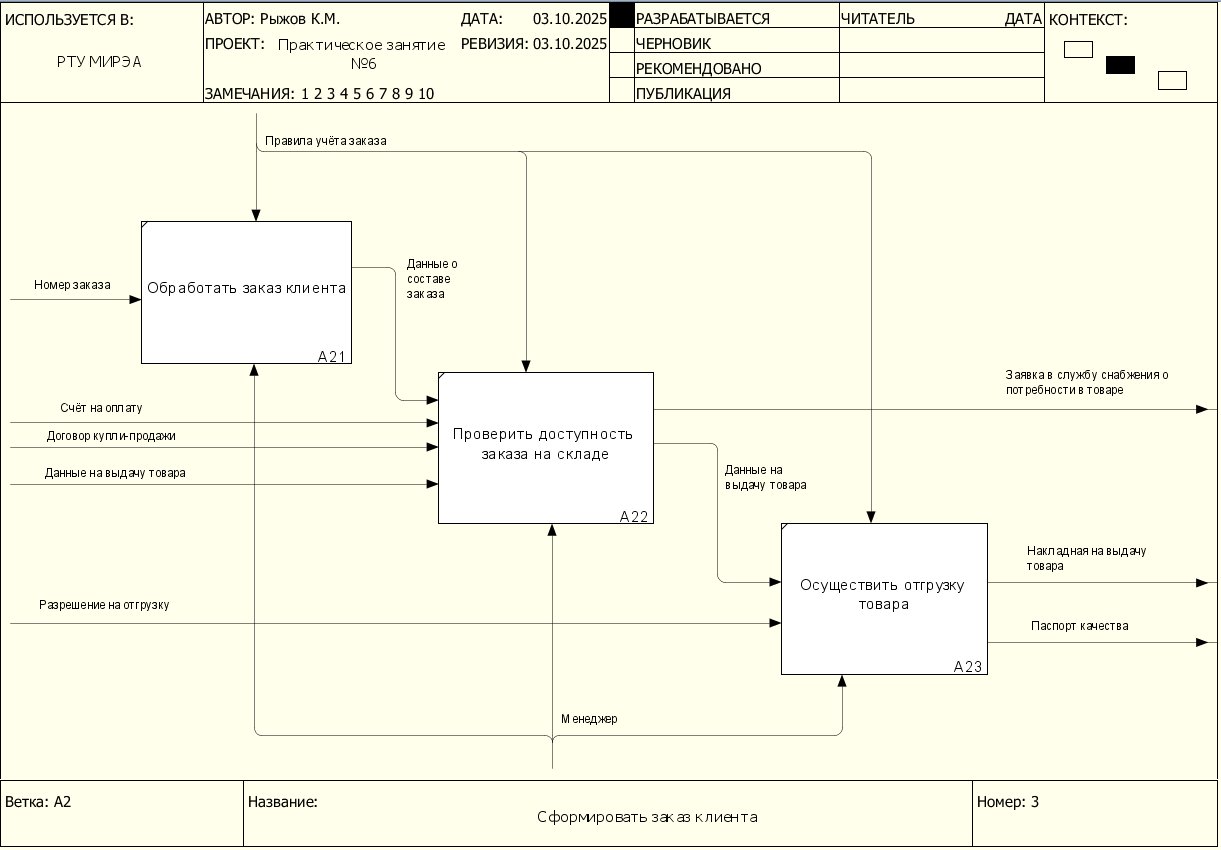 ИСПОЛЬЗУЕТСЯ В:
РТУ МИРЭА
АВТОР: Рыжов К.М.
ДАТА: 03.10.2025
ПРОЕКТ: Практическое занятие №6
РЕВИЗИЯ: 03.10.2025
ЗАМЕЧАНИЯ: 1 2 3 4 5 6 7 8 9 10
РАЗРАБАТЫВАЕТСЯ
ЧЕРНОВИК
РЕКОМЕНДОВАНО
ПУБЛИКАЦИЯ
ЧИТАТЕЛЬ
ДАТА
КОНТЕКСТ:
Правила учёта заказа
Номер заказа
Обработать заказ клиента
A21
Данные о
составе
заказа
Счёт на оплату
Договор купли-продажи
Данные на выдачу товара
Проверить доступность
заказа на складе
A22
Заявка в службу снабжения о
потребности в товаре
Данные на
выдачу товара
Разрешение на отгрузку
Осуществить отгрузку
товара
A23
Накладная на выдачу
товара
Паспорт качества
Менеджер
Ветка: A2
Название:
Сформировать заказ клиента
Номер: 3